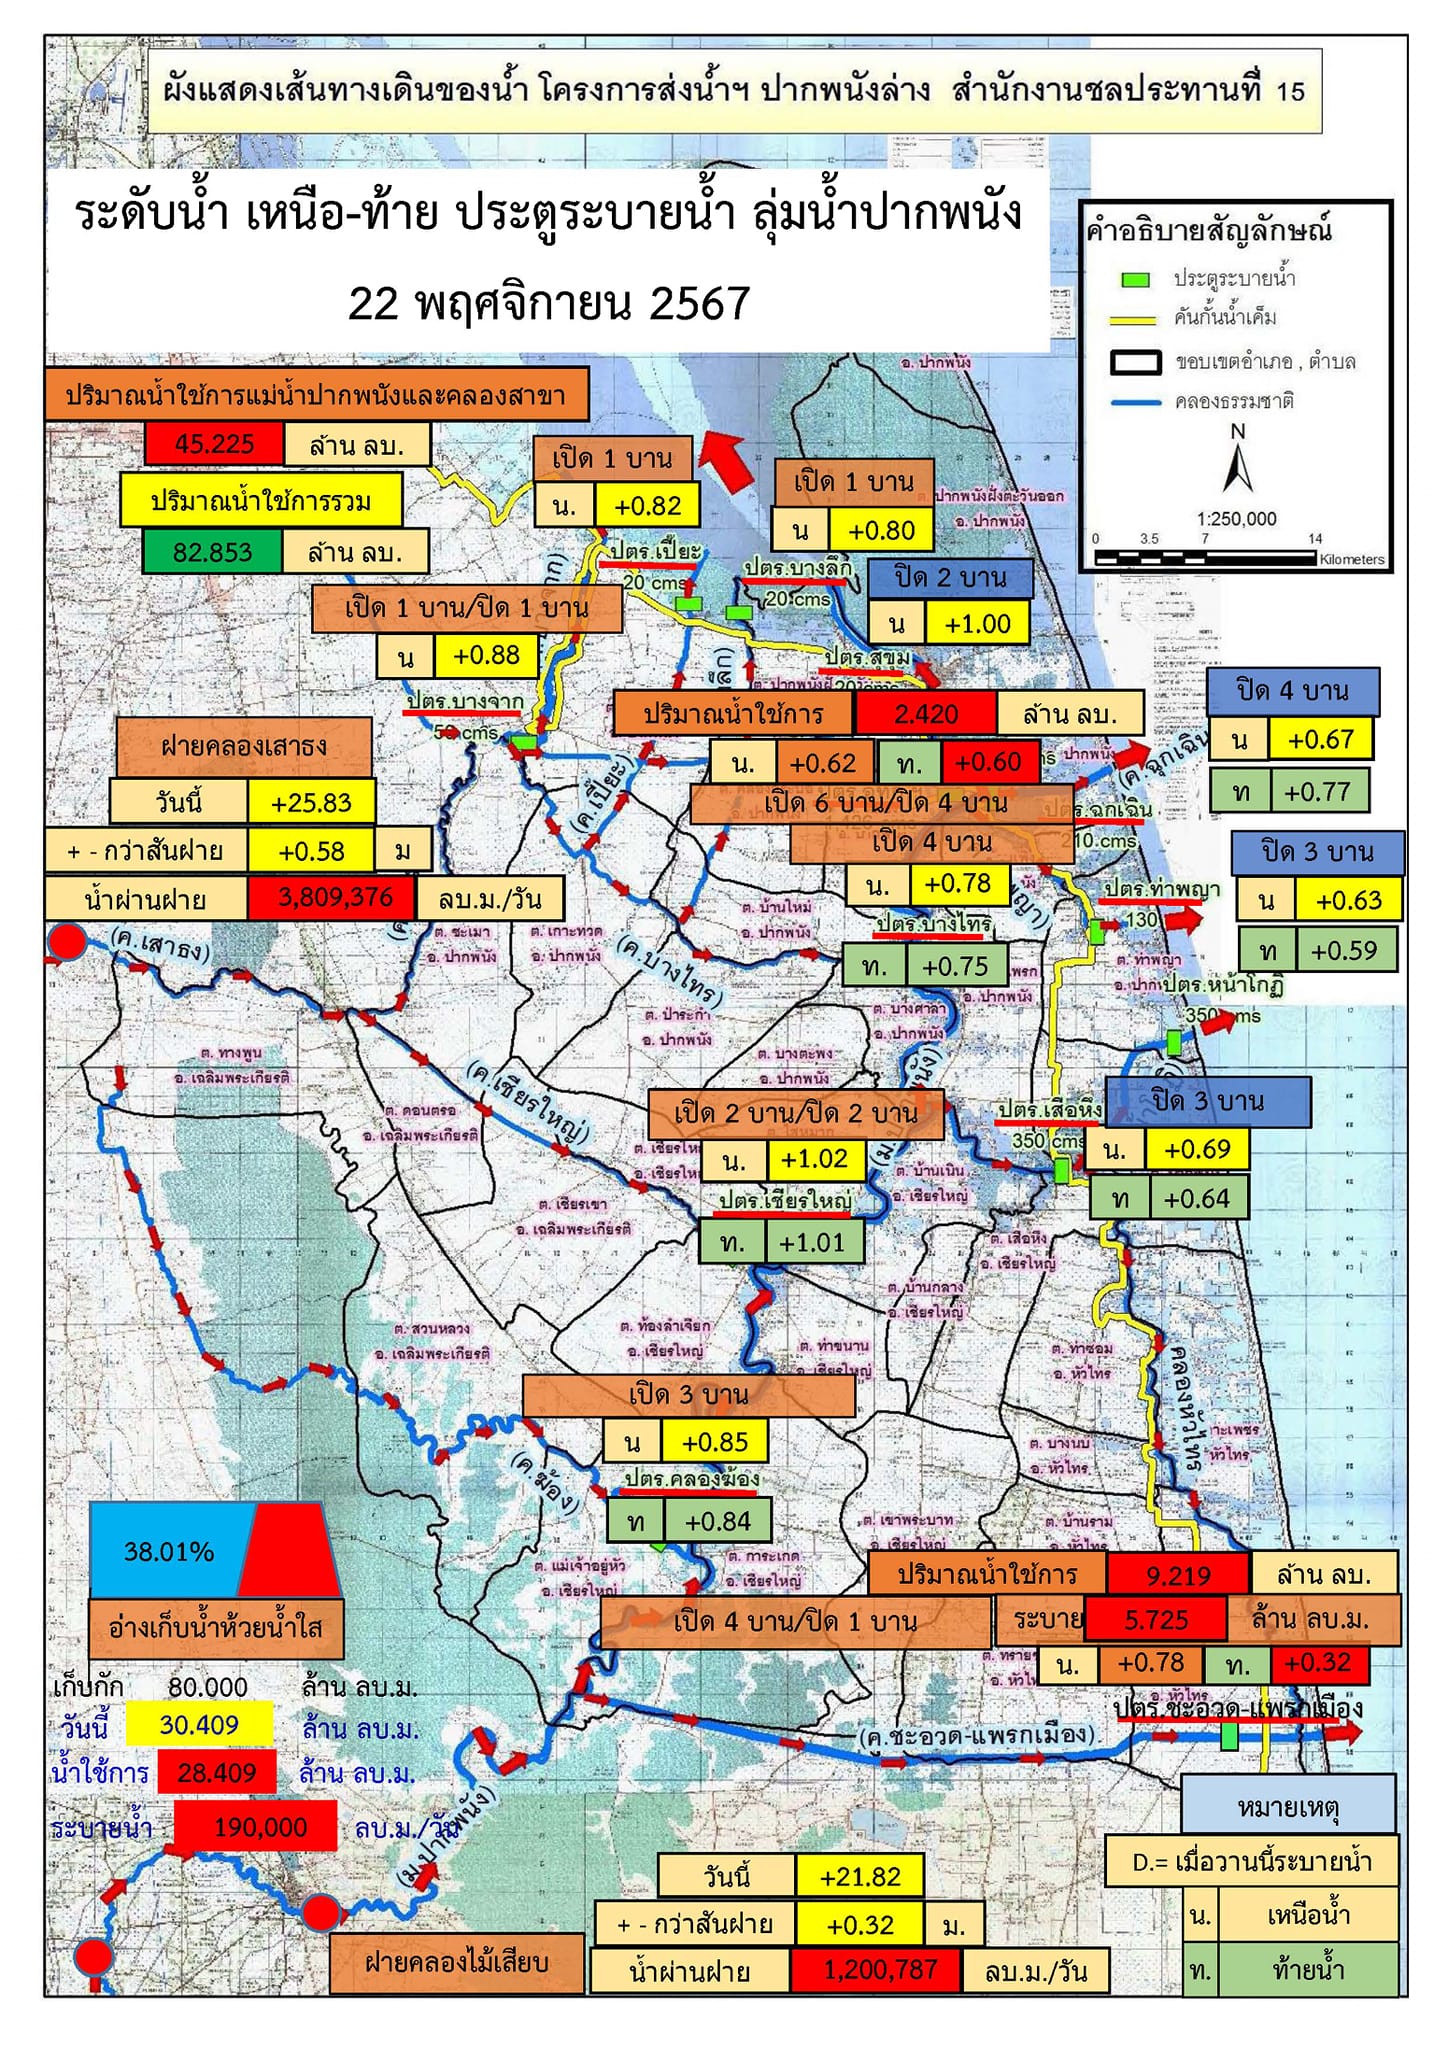 ผังแสดงเส้นทางเดินของน้ำ โครงการส่งน้ำฯ ปากพนังล่าง สำนักงานชลประทานที่ 15
ระดับน้ำ เหนือ-ท้าย ประตูระบายน้ำ ลุ่มน้ำปากพนัง
22 พฤศจิกายน 2567
คำอธิบายสัญลักษณ์
ประตูระบายน้ำ
คันกั้นน้ำเค็ม
ขอบเขตอำเภอ , ตำบล
คลองธรรมชาติ
N
1:250,000
0 3.5 7 14
Kilometers
อ. ปากพนัง
ปริมาณน้ำใช้การแม่น้ำปากพนังและคลองสาขา
45.225 ล้าน ลบ.
ปริมาณน้ำใช้การรวม
82.853 ล้าน ลบ.
เปิด 1 บาน
น. +0.82
ปตร.เปี๊ยะ
20 cms
เปิด 1 บาน
น +0.80
ปตร.บางลึก
20 cms
ต. ปากพนังฝั่งตะวันออก
อ. ปากพนัง
ปิด 2 บาน
น +1.00
ปตร.สุขุม
เปิด 1 บาน/ปิด 1 บาน
น +0.88
ปตร.บางจาก
cms
ปริมาณน้ำใช้การ 2.420 ล้าน ลบ.
น. +0.62 ท. +0.60
เปิด 6 บาน/ปิด 4 บาน
ปิด 4 บาน
น +0.67
ท +0.77
(ค.ฉุกเฉิน
ปตร.ฉุกเฉิน
210 cms
ฝายคลองเสาธง
วันนี้ +25.83
+ - กว่าสันฝาย +0.58 ม
น้ำผ่านฝาย 3,809,376 ลบ.ม./วัน
(ค.เสาธง)
(ค.เปี๊ยะ)
เปิด 4 บาน
น. +0.78
ปตร.บางไทร
ท. +0.75
ปิด 3 บาน
น +0.63
ท +0.59
ปตร.ท่าพญา
130
ต. ท่าพญา
ปตร.หน้าโกฏิ
350 cms
ต. บ้านใหม่
อ. ปากพนัง
ต. ชะเมา
อ. ปากพนัง
ต. เกาะทวด
อ. ปากพนัง
(ค.บางไทร)
ต. ป่าระกำ
อ. ปากพนัง
ต. บางศาลา
อ. ปากพนัง
ต. บางตะพง
อ. ปากพนัง
ต. ทางพูน
อ. เฉลิมพระเกียรติ
(ค.เชียรใหญ่)
ต. ดอนตรอ
อ. เฉลิมพระเกียรติ
เปิด 2 บาน/ปิด 2 บาน
น. +1.02
ปตร.เชียรใหญ่
ท. +1.01
ปตร.เสือหึง
350 cms
ปิด 3 บาน
น. +0.69
ท +0.64
ต. บ้านเนิน
อ. เชียรใหญ่
ต. เชียรเขา
อ. เฉลิมพระเกียรติ
ต. เสือหึง
อ. เชียรใหญ่
ต. บ้านกลาง
อ. เชียรใหญ่
ต. สวนหลวง
อ. เฉลิมพระเกียรติ
ต. ท้องลำเจียก
อ. เชียรใหญ่
ต. ท่าขนาน
อ. เชียรใหญ่
ต. ท่าซอม
อ. หัวไทร
คลองหัวไทร
ต. บางนบ
อ. หัวไทร
เปิด 3 บาน
น +0.85
ปตร.คลองฆ้อง
ท +0.84
(ค.ฆ้อง)
ต. เขาพระบาท
อ. เชียรใหญ่
ต. บ้านราม
อ. หัวไทร
ต. แม่เจ้าอยู่หัว
อ. เชียรใหญ่
ต. การะเกด
อ. เชียรใหญ่
38.01%
อ่างเก็บน้ำห้วยน้ำใส
เก็บกัก 80.000 ล้าน ลบ.ม.
วันนี้ 30.409 ล้าน ลบ.ม.
น้ำใช้การ 28.409 ล้าน ลบ.ม.
ระบายน้ำ 190,000 ลบ.ม./วัน
ปริมาณน้ำใช้การ 9.219 ล้าน ลบ.
เปิด 4 บาน/ปิด 1 บาน
ระบาย 5.725 ล้าน ลบ.ม.
น. +0.78 ท. +0.32
ปตร.ชะอวด-แพรกเมือง
(ค.ชะอวด-แพรกเมือง)
(ม.ปากพนัง)
ฝายคลองไม้เสียบ
วันนี้ +21.82
+ - กว่าสันฝาย +0.32 ม.
น้ำผ่านฝาย 1,200,787 ลบ.ม./วัน
หมายเหตุ
D.= เมื่อวานนี้ระบายน้ำ
น. เหนือน้ำ
ท. ท้ายน้ำ